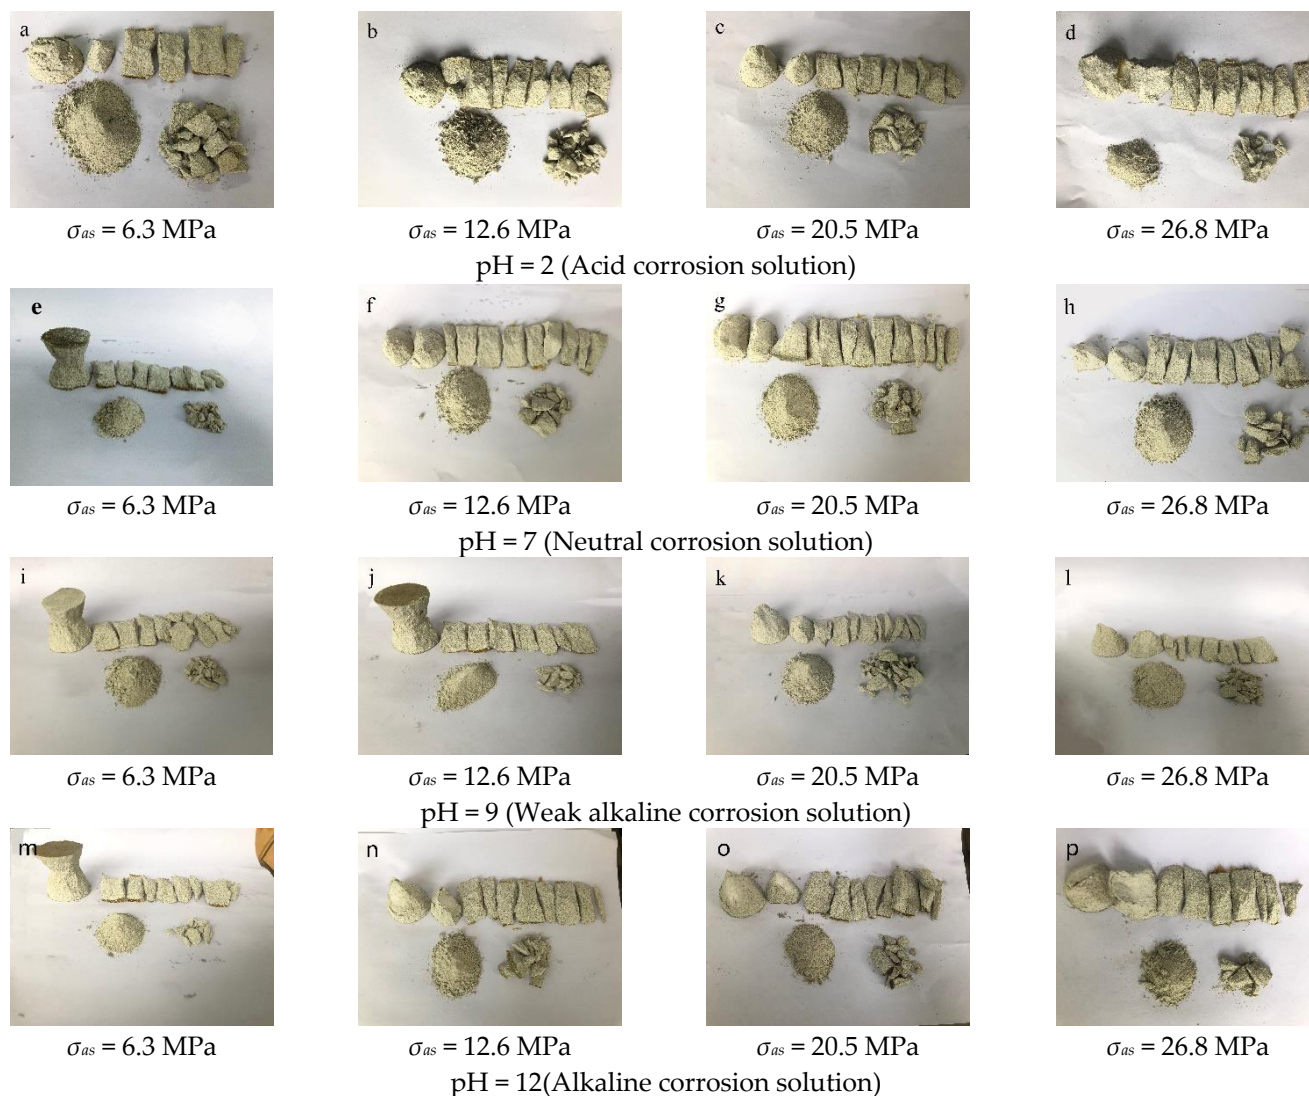 a b c d
σas = 6.3 MPa σas = 12.6 MPa σas = 20.5 MPa σas = 26.8 MPa
pH = 2 (Acid corrosion solution)
e f g h
σas = 6.3 MPa σas = 12.6 MPa σas = 20.5 MPa σas = 26.8 MPa
pH = 7 (Neutral corrosion solution)
i j k l
σas = 6.3 MPa σas = 12.6 MPa σas = 20.5 MPa σas = 26.8 MPa
pH = 9 (Weak alkaline corrosion solution)
m n o p
σas = 6.3 MPa σas = 12.6 MPa σas = 20.5 MPa σas = 26.8 MPa
pH = 12(Alkaline corrosion solution)